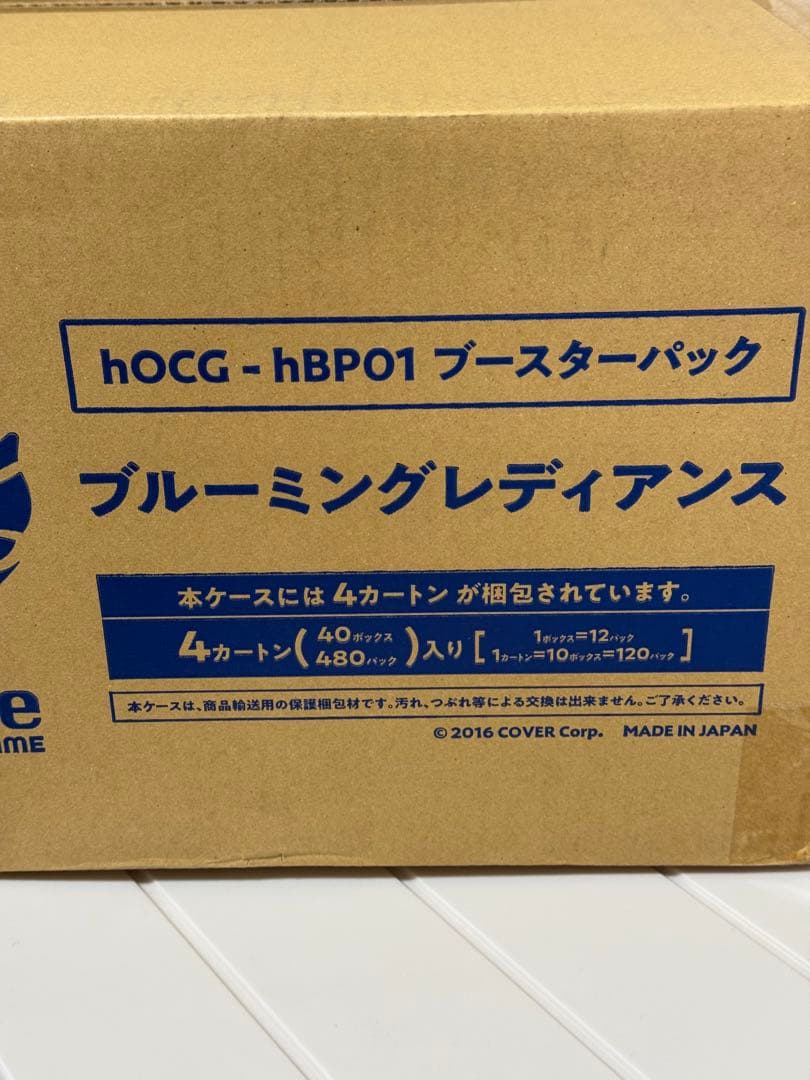 hOCG - hBP01 ブースターパック
ブルーミングレディアンス
本ケースには 4カートン が梱包されています。
4カートン(40ボックス 480パック)入り[1ボックス=12パック 1カートン=10ボックス=120パック]
本ケースは、商品輸送用の保護梱包材です。汚れ、つぶれ等による交換は出来ません。ご了承ください。
© 2016 COVER Corp. MADE IN JAPAN